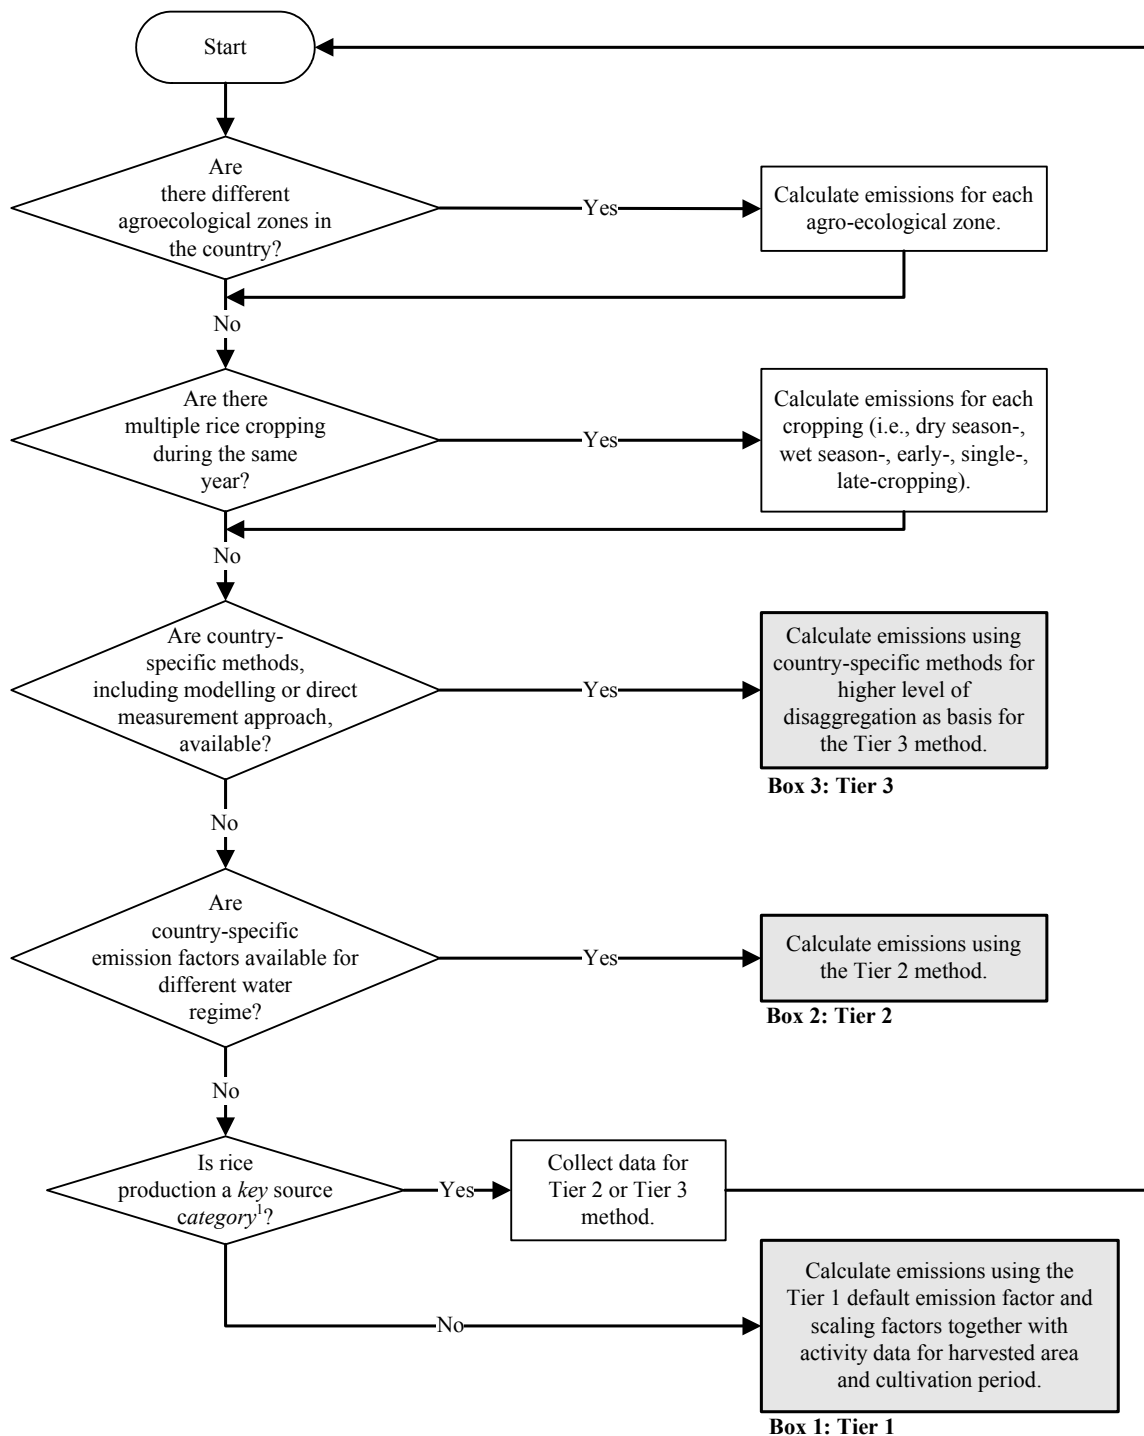 Start
Are
there different
agroecological zones in
the country?
Yes
Calculate emissions for each
agro-ecological zone.
No
Are there
multiple rice cropping
during the same
year?
Yes
Calculate emissions for each
cropping (i.e., dry season-,
wet season-, early-, single-,
late-cropping).
No
Are country-
specific methods,
including modelling or direct
measurement approach,
available?
Yes
Calculate emissions using
country-specific methods for
higher level of
disaggregation as basis for
the Tier 3 method.
Box 3: Tier 3
No
Are
country-specific
emission factors available for
different water
regime?
Yes
Calculate emissions using
the Tier 2 method.
Box 2: Tier 2
No
Is rice
production a key source
category¹?
Yes
Collect data for
Tier 2 or Tier 3
method.
No
Calculate emissions using the
Tier 1 default emission factor and
scaling factors together with
activity data for harvested area
and cultivation period.
Box 1: Tier 1